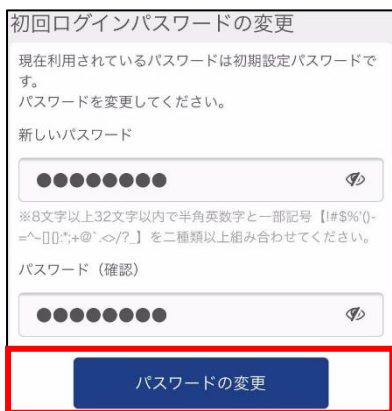 初回ログインパスワードの変更
現在利用されているパスワードは初期設定パスワードで
す。
パスワードを変更してください。
新しいパスワード
●●●●●●●●
※8文字以上32文字以内で半角英数字と一部記号【!#$%'()-
=^~[]{}:*;+@`.<>/?_】を二種類以上組み合わせてください。
パスワード（確認）
●●●●●●●●
パスワードの変更